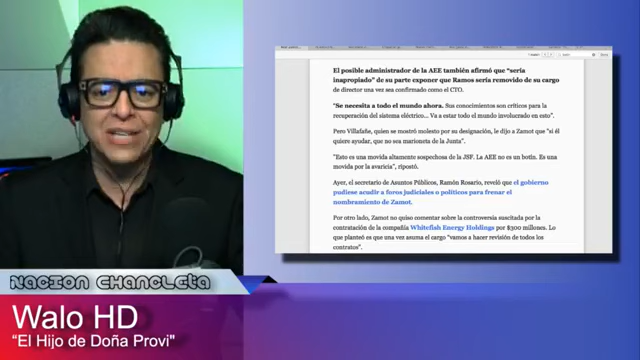 El posible administrador de la AEE también afirmó que "sería
inapropiado" de su parte exponer que Ramos sería removido de su cargo
de director una vez sea confirmado como el CTO.
"Se necesita a todo el mundo ahora. Sus conocimientos son críticos para la
recuperación del sistema eléctrico... Va a estar todo el mundo involucrado en esto".
Pero Villafañe, quien se mostró molesto por su designación, le dijo a Zamot que "si él
quiere ayudar, que no sea marioneta de la Junta".
"Esto es una movida altamente sospechosa de la JSF. La AEE no es un botín. Es una
movida por la avaricia", ripostó.
Ayer, el secretario de Asuntos Públicos, Ramón Rosario, reveló que el gobierno
pudiese acudir a foros judiciales o políticos para frenar el
nombramiento de Zamot.
Por otro lado, Zamot no quiso comentar sobre la controversia suscitada por la
contratación de la compañía Whitefish Energy Holdings por $300 millones. Lo
que planteó es que una vez asuma el cargo "vamos a hacer revisión de todos los
contratos".
NACION CHANCLETA
Walo HD
"El Hijo de Doña Provi"